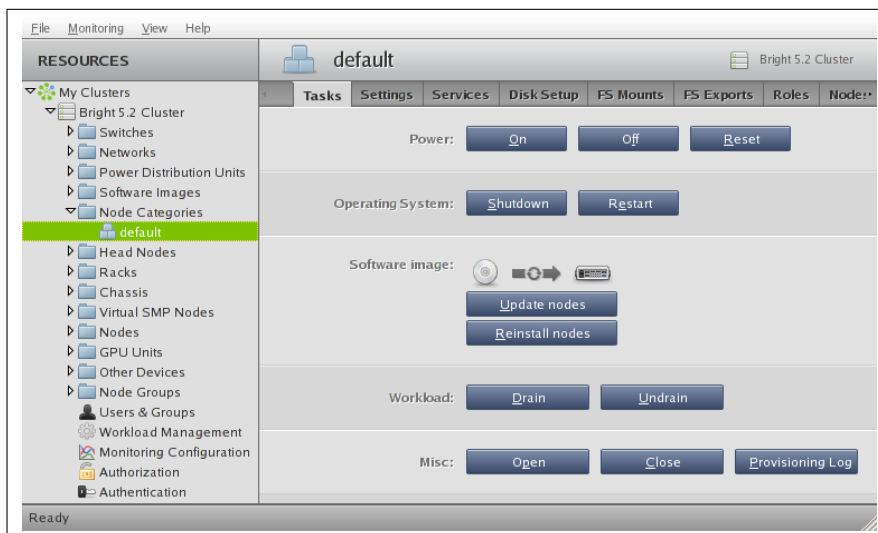 File Monitoring View Help
RESOURCES
default
Bright 5.2 Cluster
My Clusters
Bright 5.2 Cluster
Switches
Networks
Power Distribution Units
Software Images
Node Categories
default
Head Nodes
Racks
Chassis
Virtual SMP Nodes
Nodes
GPU Units
Other Devices
Node Groups
Users & Groups
Workload Management
Monitoring Configuration
Authorization
Authentication
Tasks Settings Services Disk Setup FS Mounts FS Exports Roles Node
Power: On Off Reset
Operating System: Shutdown Restart
Software image:
Update nodes
Reinstall nodes
Workload: Drain Undrain
Misc: Open Close Provisioning Log
Ready